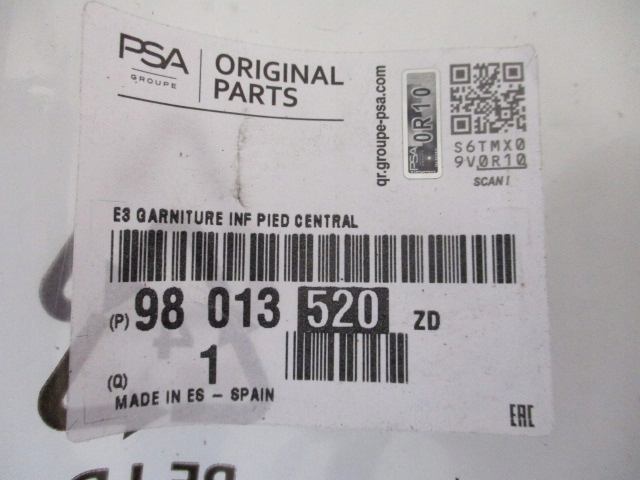 PSA
GROUPE
ORIGINAL
PARTS
qr.groupe-psa.com
PSA
0R10
S6TMX0
9V0R10
SCAN!
E3 GARNITURE INF PIED CENTRAL
(P) 98 013 520 ZD
(Q) 1
MADE IN ES - SPAIN
EAC